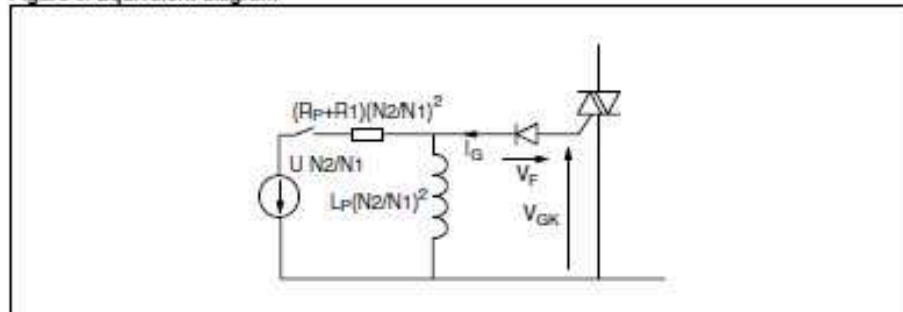 (RP+R1)(N2/N1)²
U N2/N1
LP(N2/N1)²
IG
VF
VGK